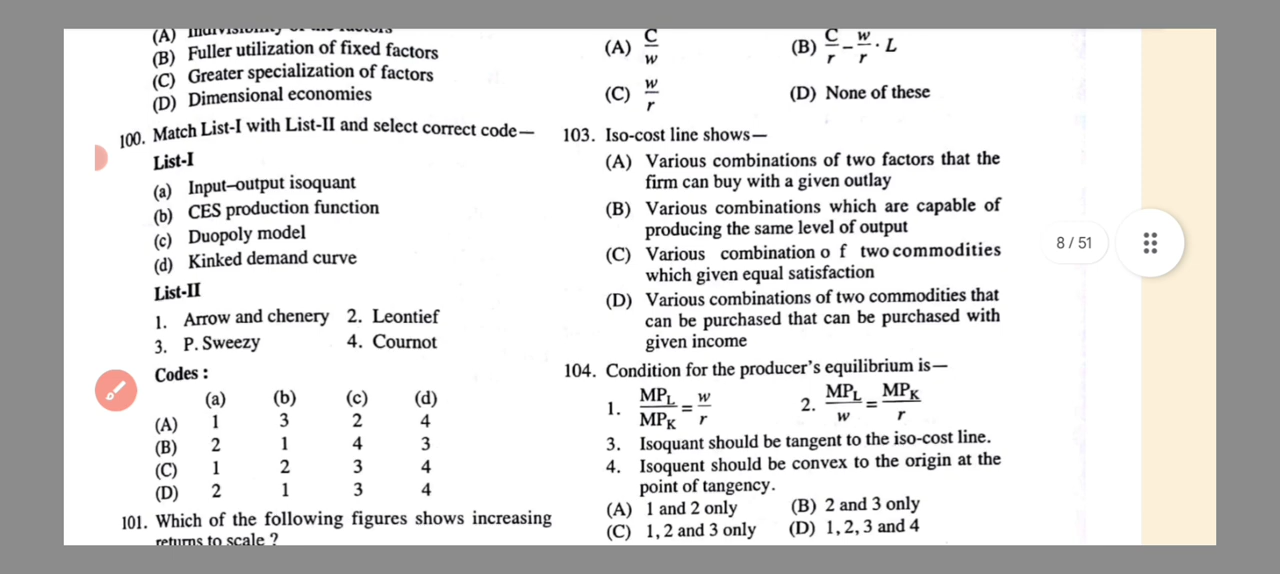 (B) Fuller utilization of fixed factors
(C) Greater specialization of factors
(D) Dimensional economies
100. Match List-I with List-II and select correct code—
List-I
(a) Input–output isoquant
(b) CES production function
(c) Duopoly model
(d) Kinked demand curve
List-II
1. Arrow and chenery 2. Leontief
3. P. Sweezy 4. Cournot
Codes :
(a) (b) (c) (d)
(A) 1 3 2 4
(B) 2 1 4 3
(C) 1 2 3 4
(D) 2 1 3 4
101. Which of the following figures shows increasing
returns to scale ?
(A) C/w (B) C/r – w/r · L
(C) w/r (D) None of these
103. Iso-cost line shows—
(A) Various combinations of two factors that the
firm can buy with a given outlay
(B) Various combinations which are capable of
producing the same level of output
(C) Various combination o f two commodities
which given equal satisfaction
(D) Various combinations of two commodities that
can be purchased that can be purchased with
given income
104. Condition for the producer's equilibrium is—
1. MPL/MPK = w/r 2. MPL/w = MPK/r
3. Isoquant should be tangent to the iso-cost line.
4. Isoquent should be convex to the origin at the
point of tangency.
(A) 1 and 2 only (B) 2 and 3 only
(C) 1, 2 and 3 only (D) 1, 2, 3 and 4
8 / 51